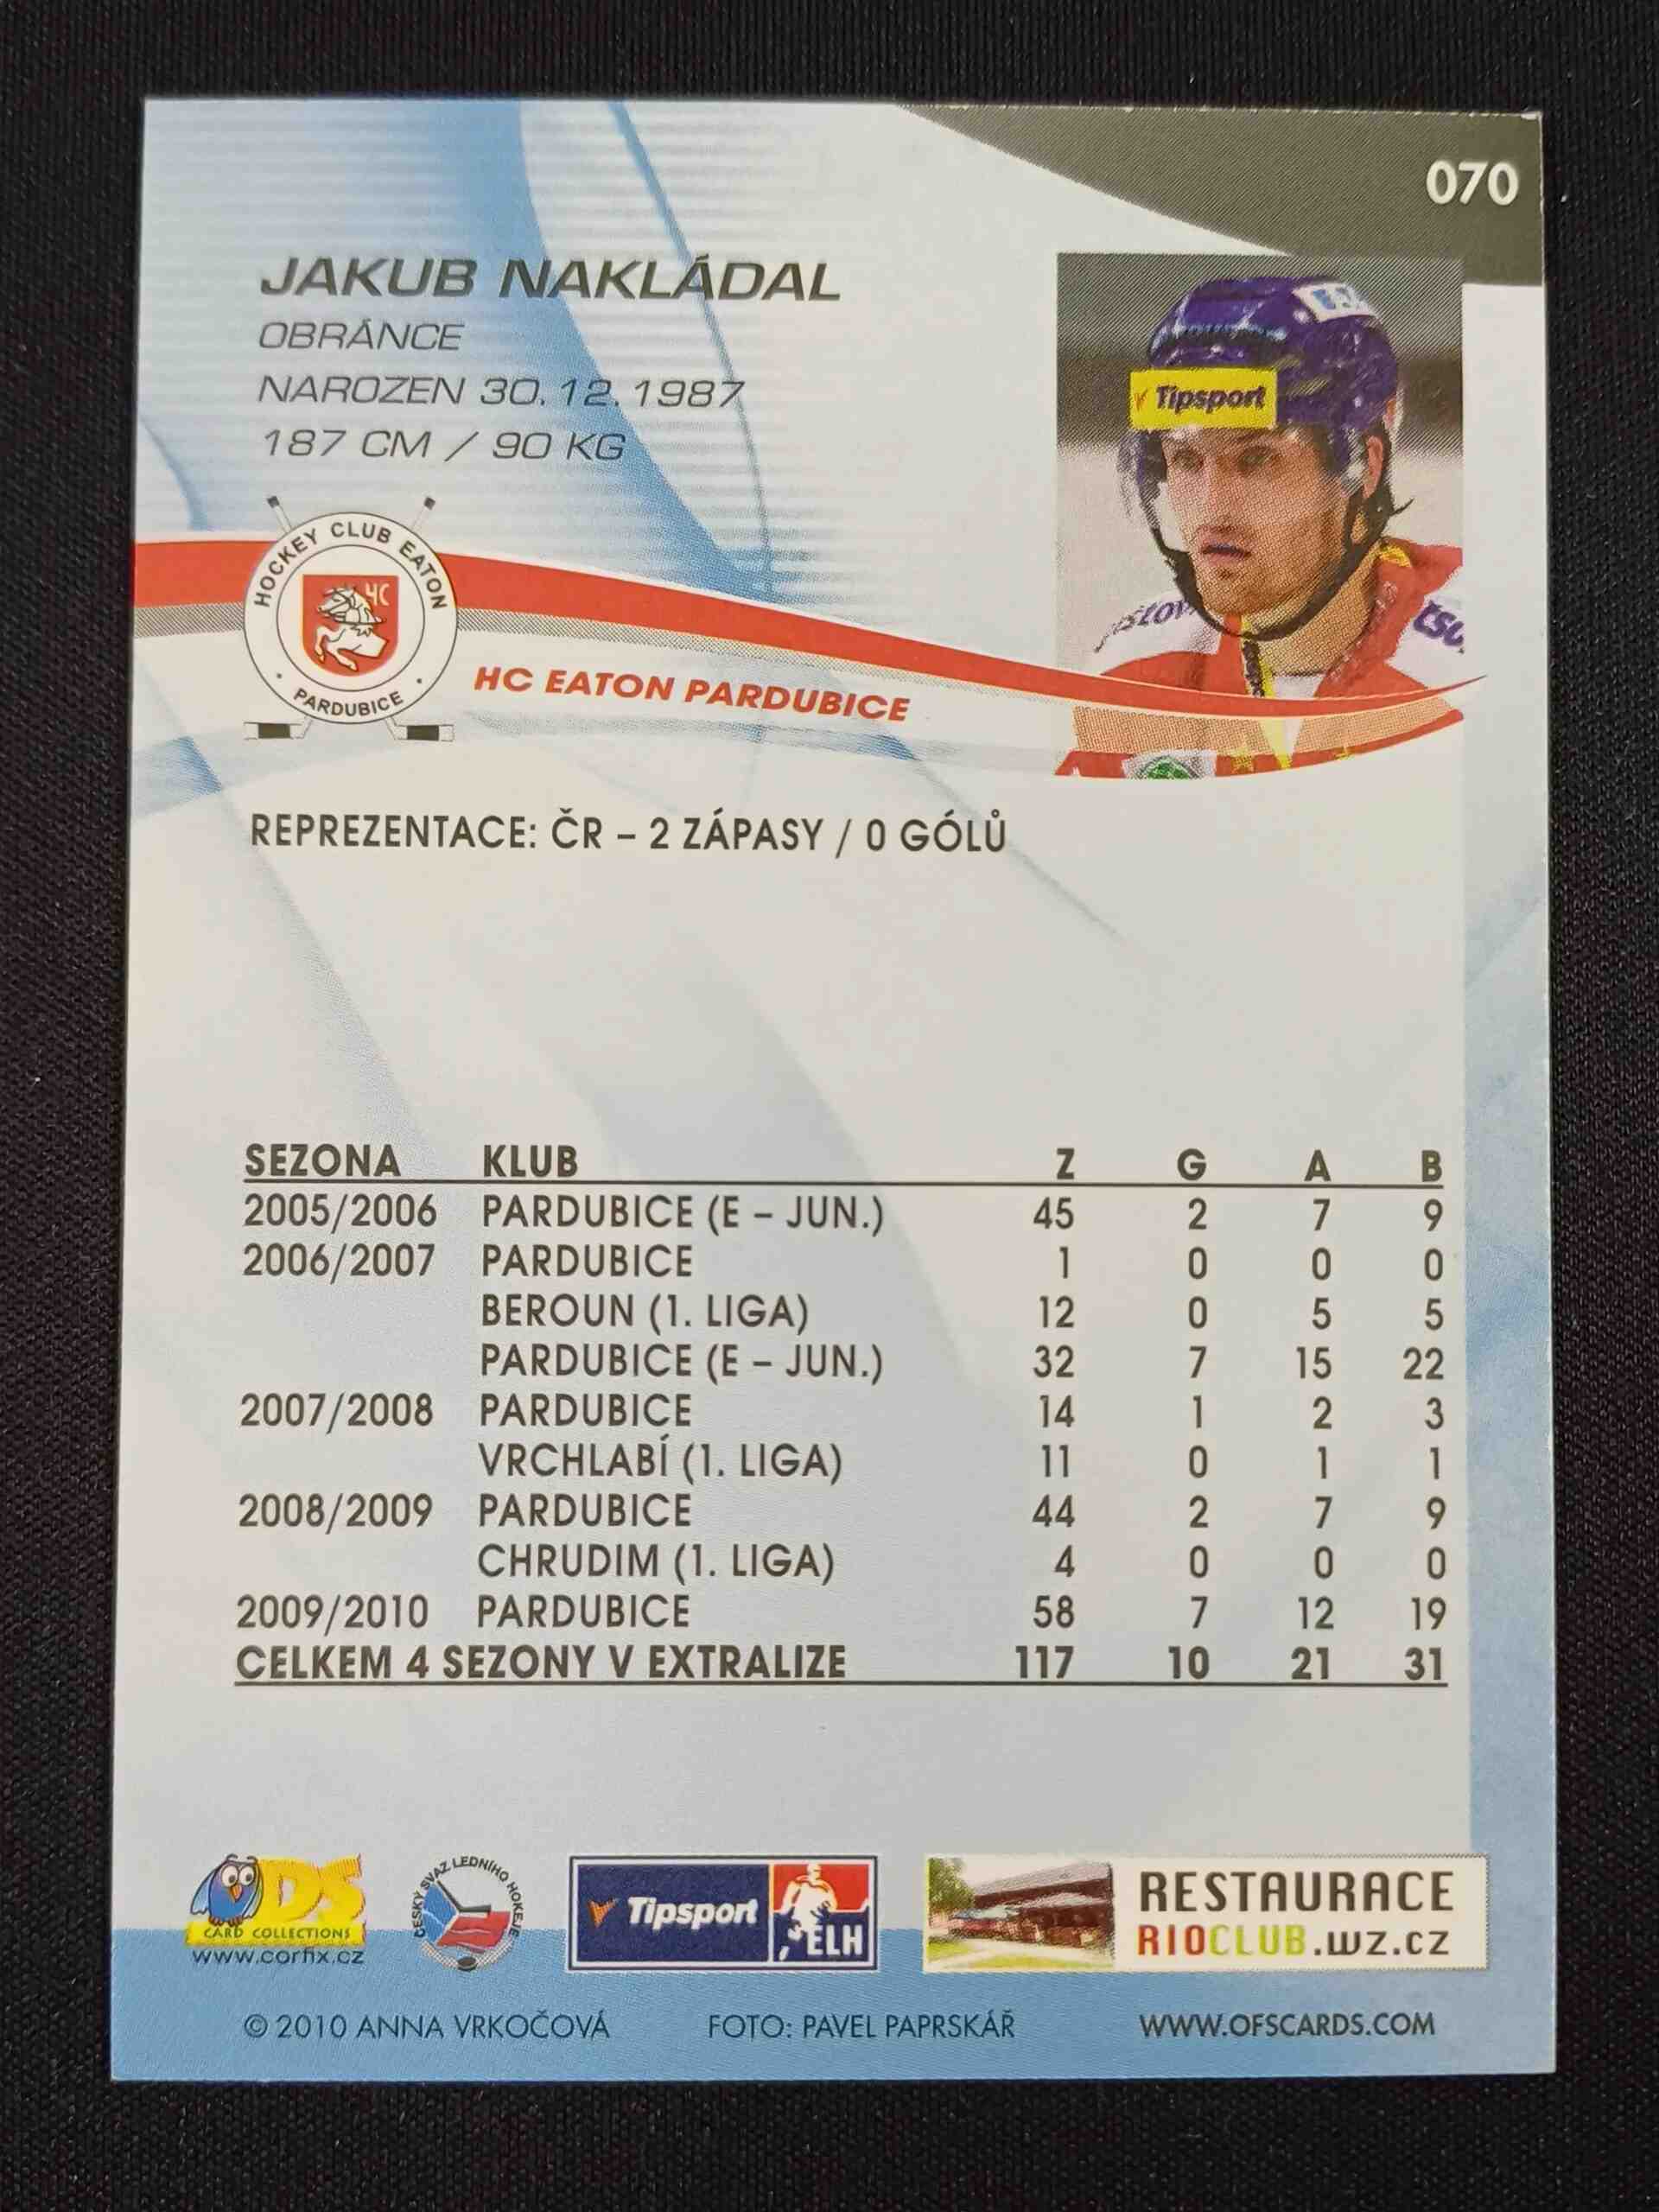 070
JAKUB NAKLÁDAL
OBRÁNCE
NAROZEN 30.12.1987
187 CM / 90 KG
Tipsport
HOCKEY CLUB EATON
HC
PARDUBICE
HC EATON PARDUBICE
REPREZENTACE: ČR – 2 ZÁPASY / 0 GÓLŮ
SEZONA KLUB Z G A B
2005/2006 PARDUBICE (E – JUN.) 45 2 7 9
2006/2007 PARDUBICE 1 0 0 0
BEROUN (1. LIGA) 12 0 5 5
PARDUBICE (E – JUN.) 32 7 15 22
2007/2008 PARDUBICE 14 1 2 3
VRCHLABÍ (1. LIGA) 11 0 1 1
2008/2009 PARDUBICE 44 2 7 9
CHRUDIM (1. LIGA) 4 0 0 0
2009/2010 PARDUBICE 58 7 12 19
CELKEM 4 SEZONY V EXTRALIZE 117 10 21 31
DS
CARD COLLECTIONS
www.corfix.cz
ČESKÝ SVAZ LEDNÍHO HOKEJE
Tipsport
ELH
RESTAURACE
RIOCLUB.WZ.CZ
© 2010 ANNA VRKOČOVÁ FOTO: PAVEL PAPRSKÁŘ WWW.OFSCARDS.COM